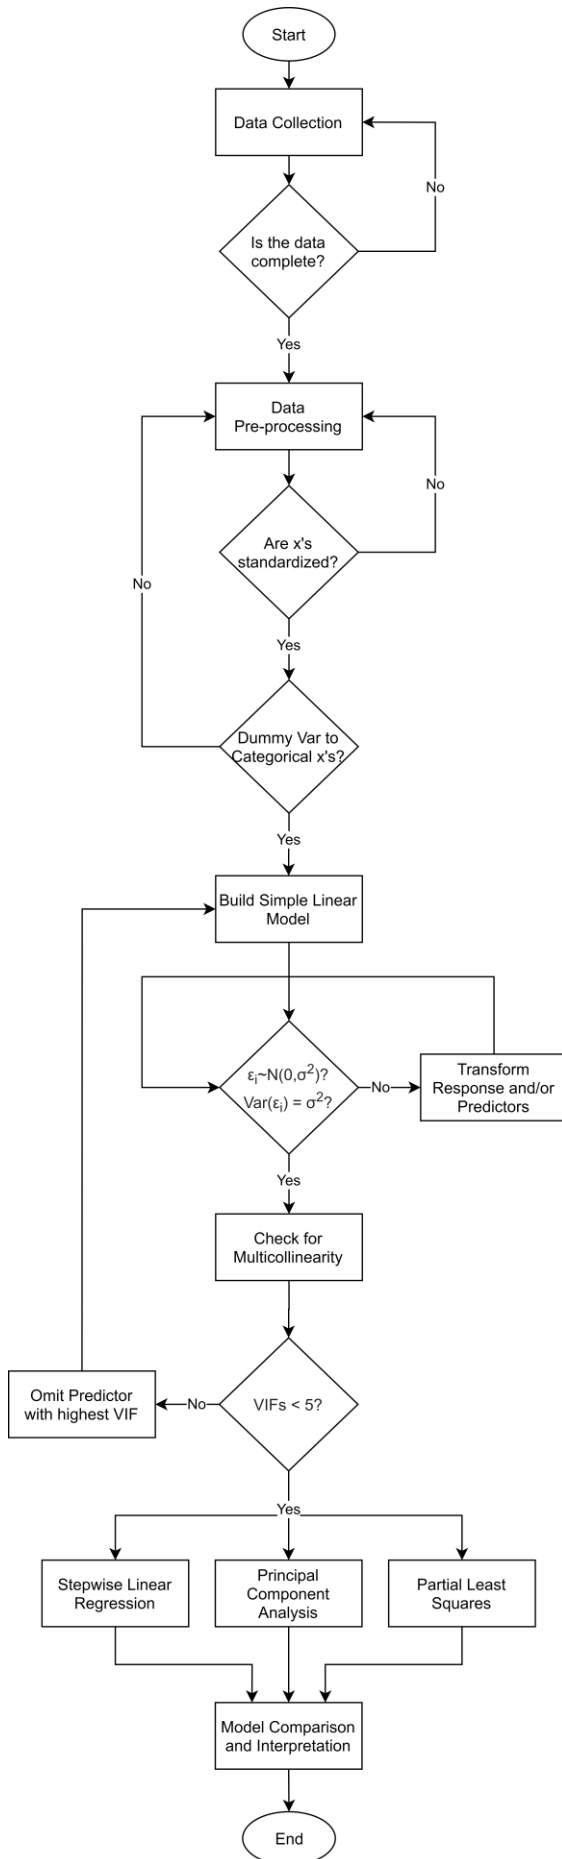 Start
Data Collection
No
Is the data
complete?
Yes
Data
Pre-processing
No
Are x's
standardized?
No
Yes
Dummy Var to
Categorical x's?
Yes
Build Simple Linear
Model
εᵢ~N(0,σ²)?
Var(εᵢ) = σ²?
No
Transform
Response and/or
Predictors
Yes
Check for
Multicollinearity
Omit Predictor
with highest VIF
No
VIFs < 5?
Yes
Stepwise Linear
Regression
Principal
Component
Analysis
Partial Least
Squares
Model Comparison
and Interpretation
End